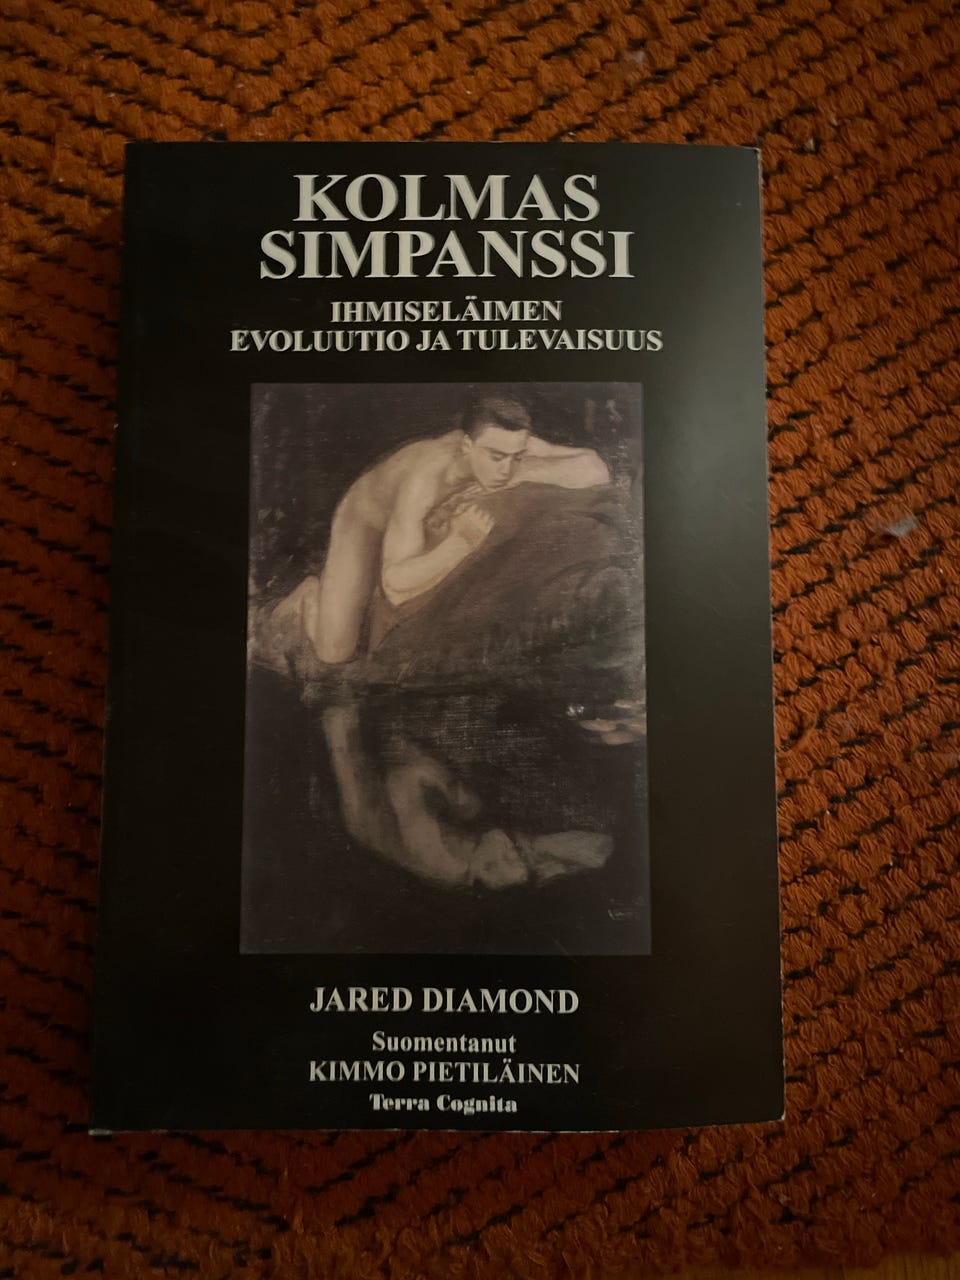 KOLMAS
SIMPANSSI
IHMISELÄIMEN
EVOLUUTIO JA TULEVAISUUS
JARED DIAMOND
Suomentanut
KIMMO PIETILÄINEN
Terra Cognita